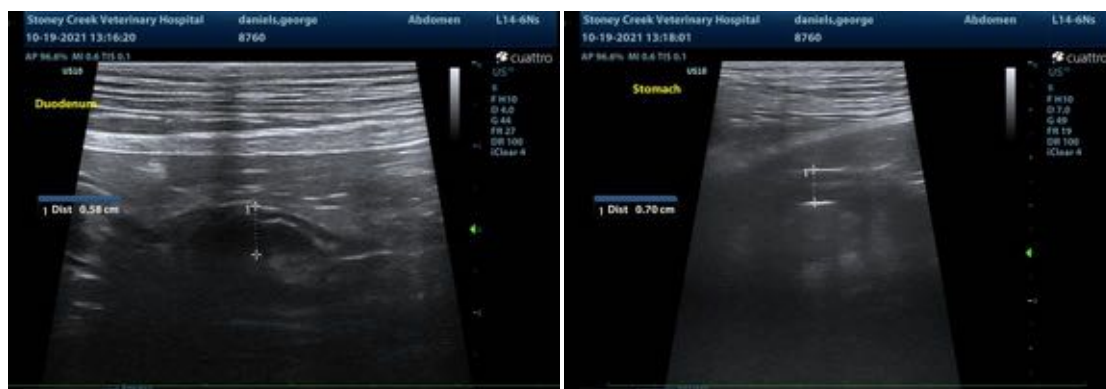 Stoney Creek Veterinary Hospital daniels,george Abdomen L14-6Ns
10-19-2021 13:16:20 8760
AP 96.6% MI 0.6 TIS 0.1
cuattro
US10
Duodenum
F H10
D 4.0
G 44
FR 27
DR 100
iClear 4
1 Dist 0.58 cm
1
Stoney Creek Veterinary Hospital daniels,george Abdomen L14-6Ns
10-19-2021 13:18:01 8760
AP 96.6% MI 0.6 TIS 0.1
cuattro
US10
Stomach
F H10
D 7.0
G 49
FR 19
DR 100
iClear 4
1 Dist 0.70 cm
1